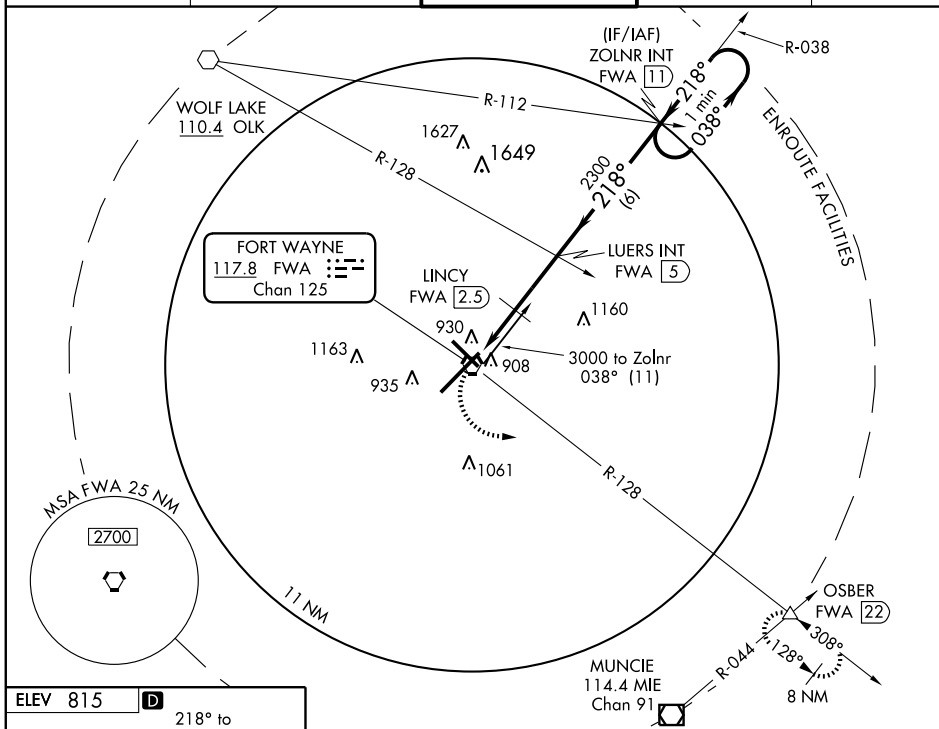 (IF/IAF)
ZOLNR INT
FWA 11
R-038
218°
1 min
038°
WOLF LAKE
110.4 OLK
R-112
1627
1649
R-128
2300
218°
(6)
ENROUTE FACILITIES
FORT WAYNE
117.8 FWA
Chan 125
LINCY
FWA 2.5
LUERS INT
FWA 5
1160
930
1163
935
908
3000 to Zolnr
038° (11)
1061
R-128
MSA FWA 25 NM
2700
11 NM
OSBER
FWA 22
308°
128°
8 NM
R-044
MUNCIE
114.4 MIE
Chan 91
ELEV 815 D
218° to